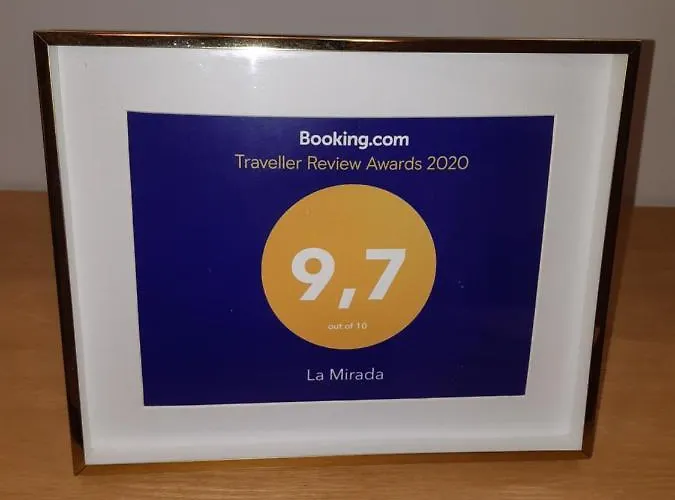 Booking.com
Traveller Review Awards 2020
9,7
out of 10
La Mirada